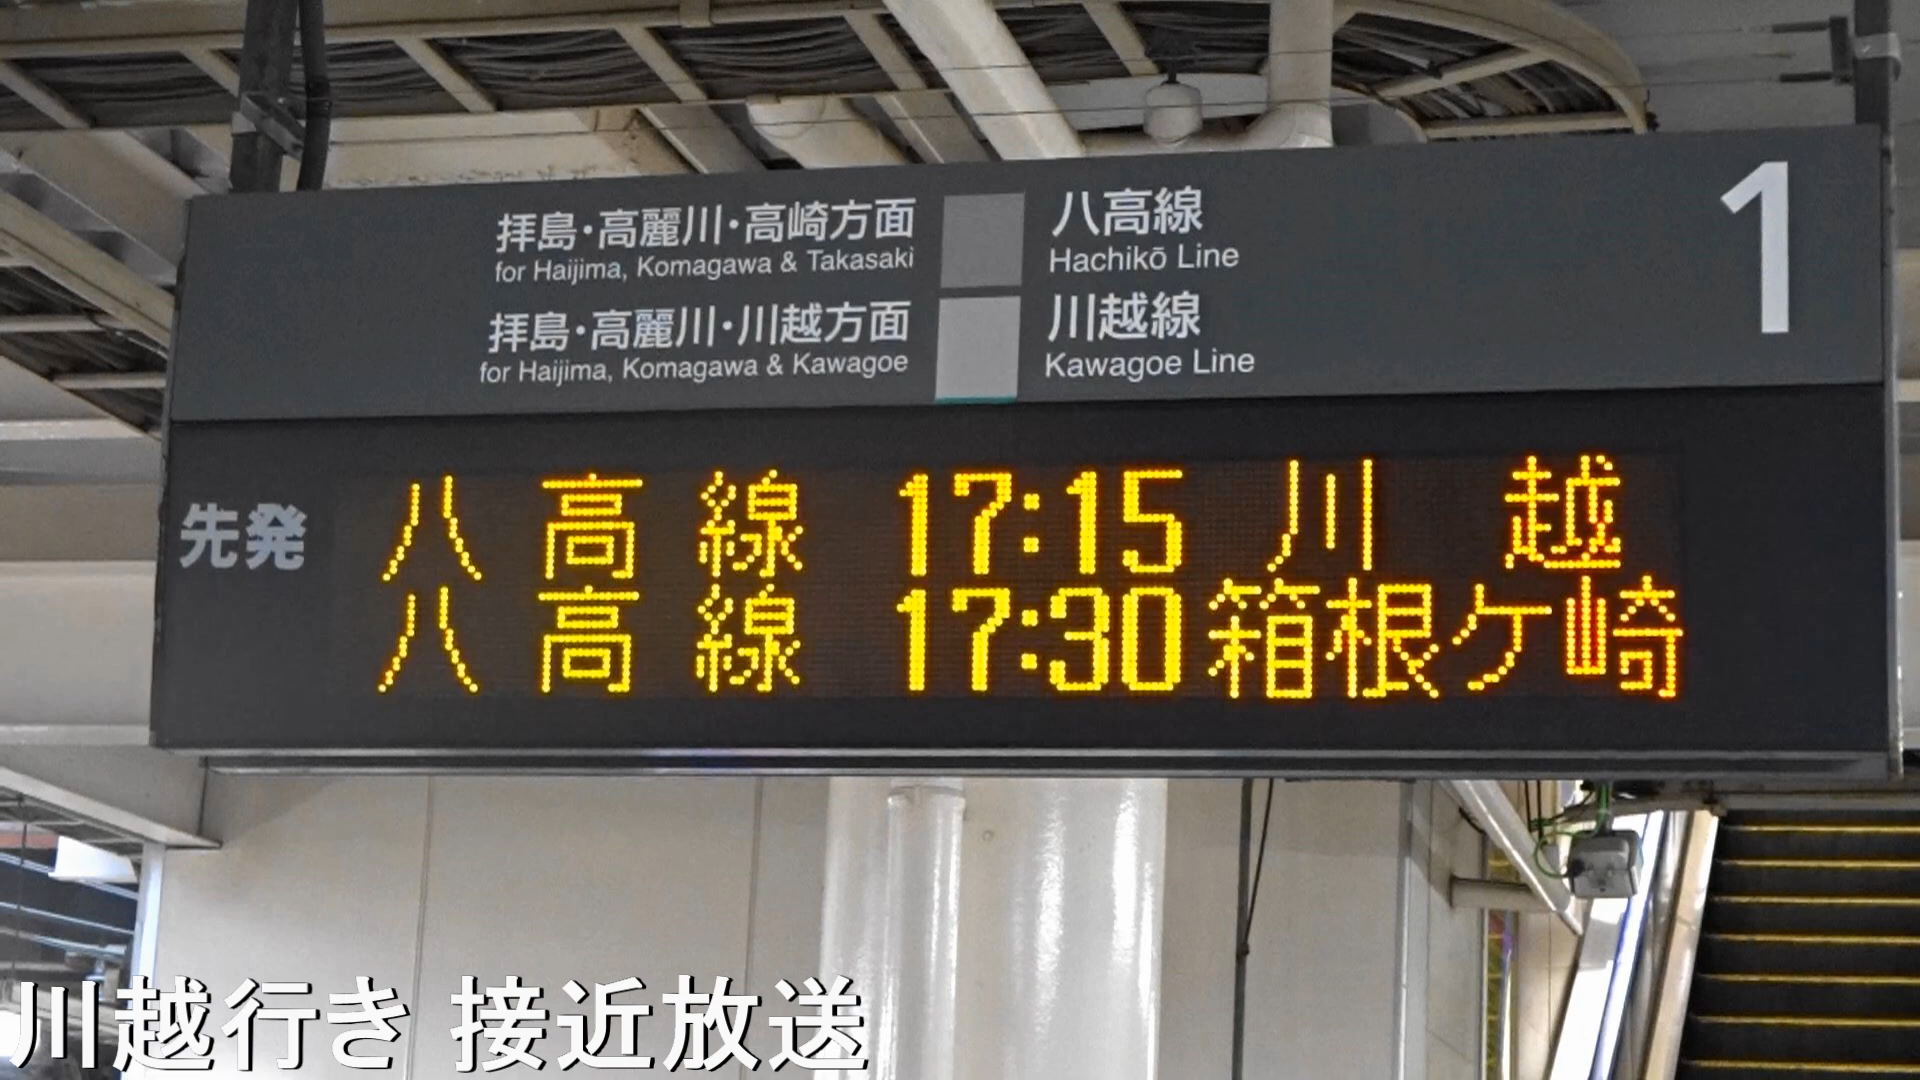 拝島・高麗川・高崎方面
for Haijima, Komagawa & Takasaki
八高線
Hachikō Line
1
拝島・高麗川・川越方面
for Haijima, Komagawa & Kawagoe
川越線
Kawagoe Line
先発
八高線 17:15 川越
八高線 17:30 箱根ケ崎
川越行き 接近放送